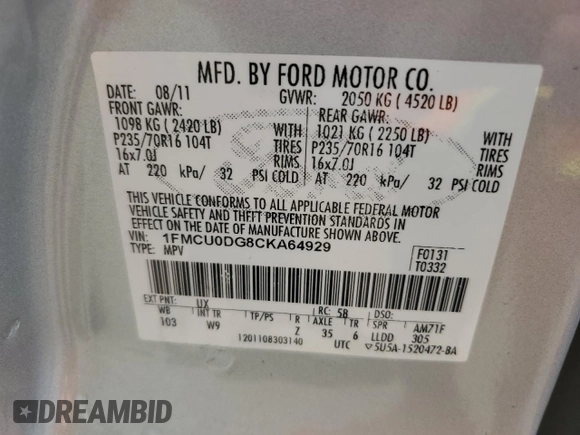 MFD. BY FORD MOTOR CO.
DATE: 08/11 GVWR: 2050 KG ( 4520 LB)
FRONT GAWR: REAR GAWR:
1098 KG ( 2420 LB) 1021 KG ( 2250 LB)
P235/70R16 104T TIRES P235/70R16 104T TIRES
16x7.0J RIMS 16x7.0J RIMS
AT 220 kPa/ 32 PSI COLD AT 220 kPa/ 32 PSI COLD
THIS VEHICLE CONFORMS TO ALL APPLICABLE FEDERAL MOTOR
VEHICLE SAFETY AND THEFT PREVENTION STANDARDS IN
EFFECT ON THE DATE OF MANUFACTURE SHOWN ABOVE.
VIN: 1FMCU0DG8CKA64929
TYPE: MPV
F0131
T0332
EXT PNT: UX RC: 5B DSO:
WB INT TR TP/PS R AXLE TR SPR AM71F
103 W9 Z 35 6 LLDD 305
1201108303140 UTC 5U5A-1520472-BA
DREAMBID